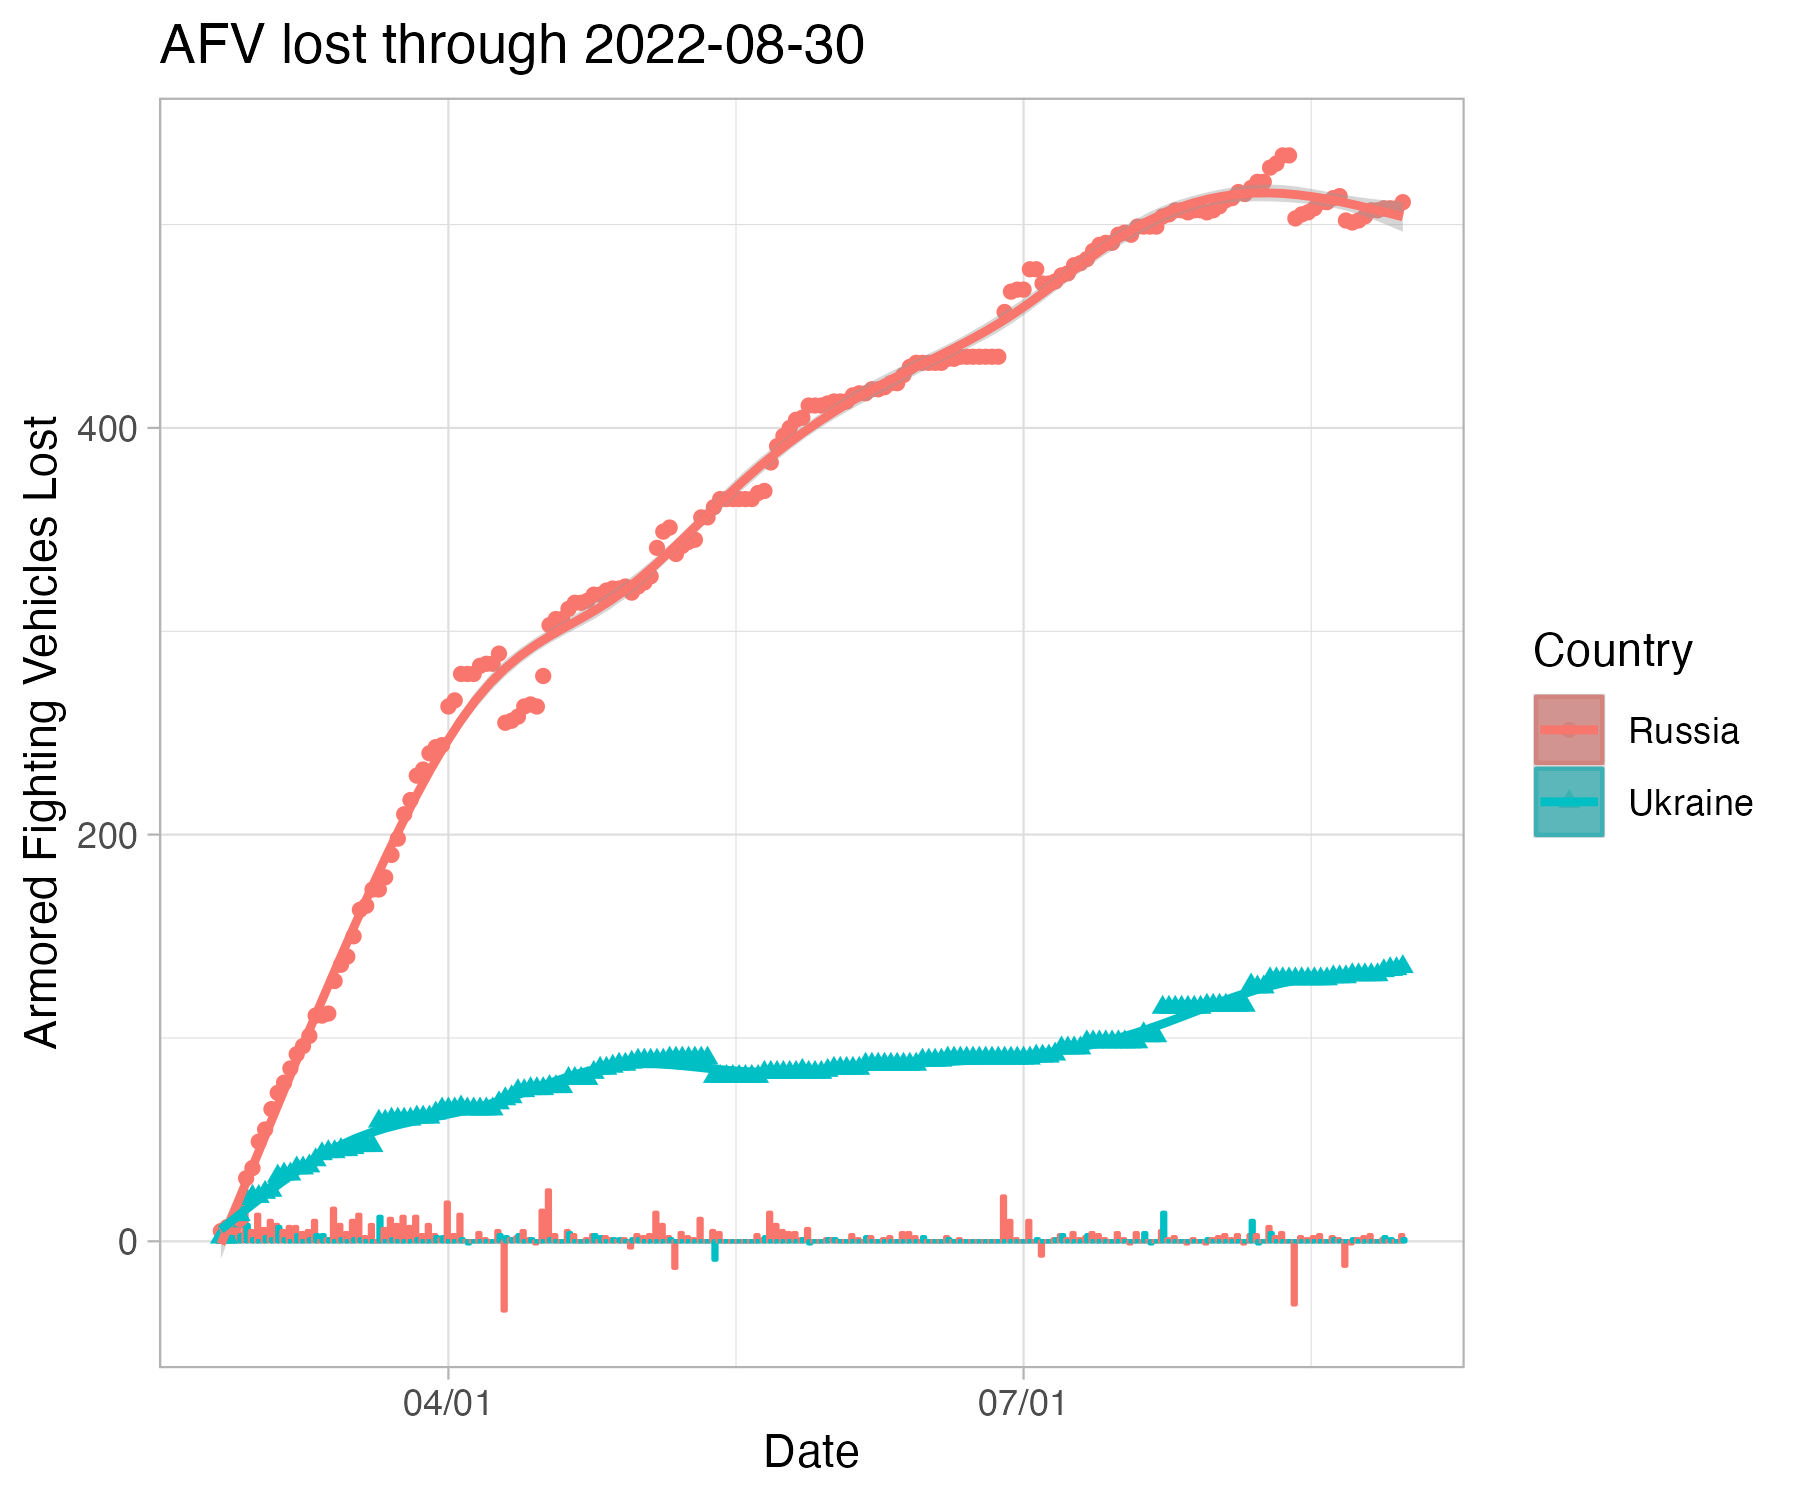 AFV lost through 2022-08-30
Armored Fighting Vehicles Lost
400
200
0
04/01
07/01
Date
Country
Russia
Ukraine